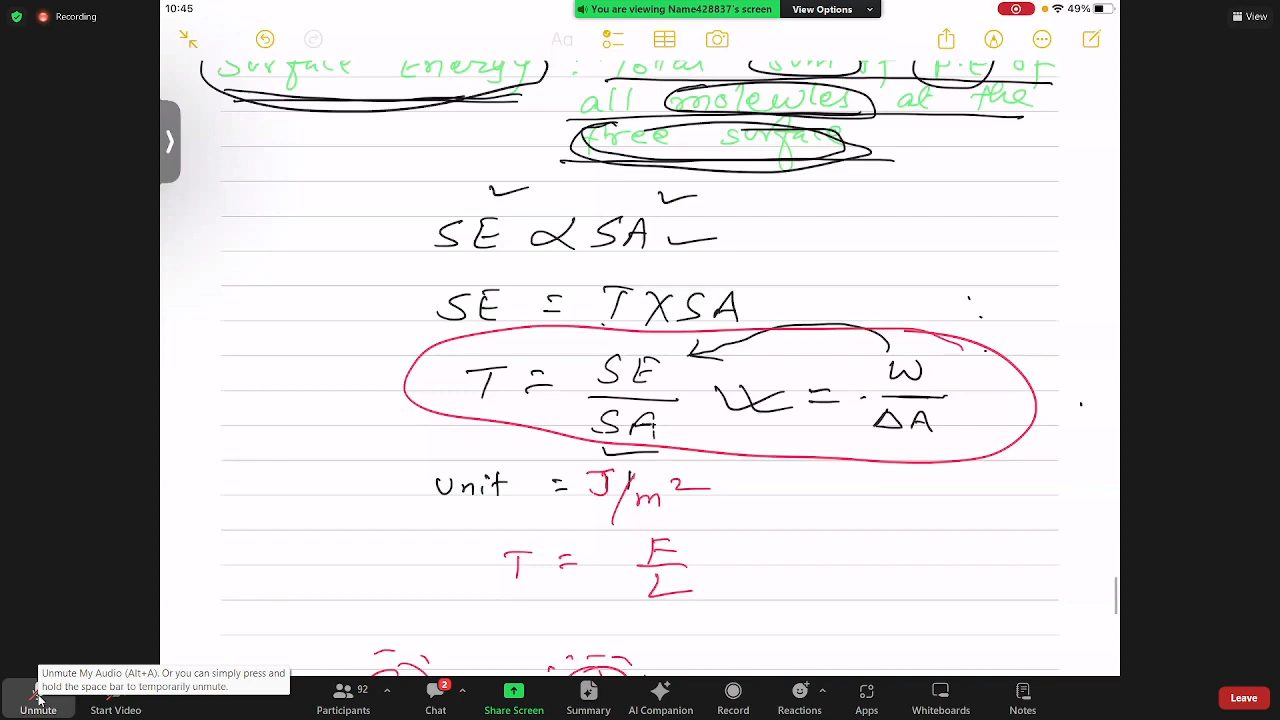 10:45
You are viewing Name428837's screen
View Options
49%
Recording
View
Aa
Surface Energy : Total sum of P.E of
all molecules at the
three surface
SE ∝ SA
SE = T X SA
T = SE/SA = W/ΔA
unit = J/m²
T = F/L
Unmute My Audio (Alt+A). Or you can simply press and
hold the space bar to temporarily unmute.
Unmute
Start Video
Participants
92
Chat
2
Share Screen
Summary
AI Companion
Record
Reactions
Apps
Whiteboards
Notes
Leave